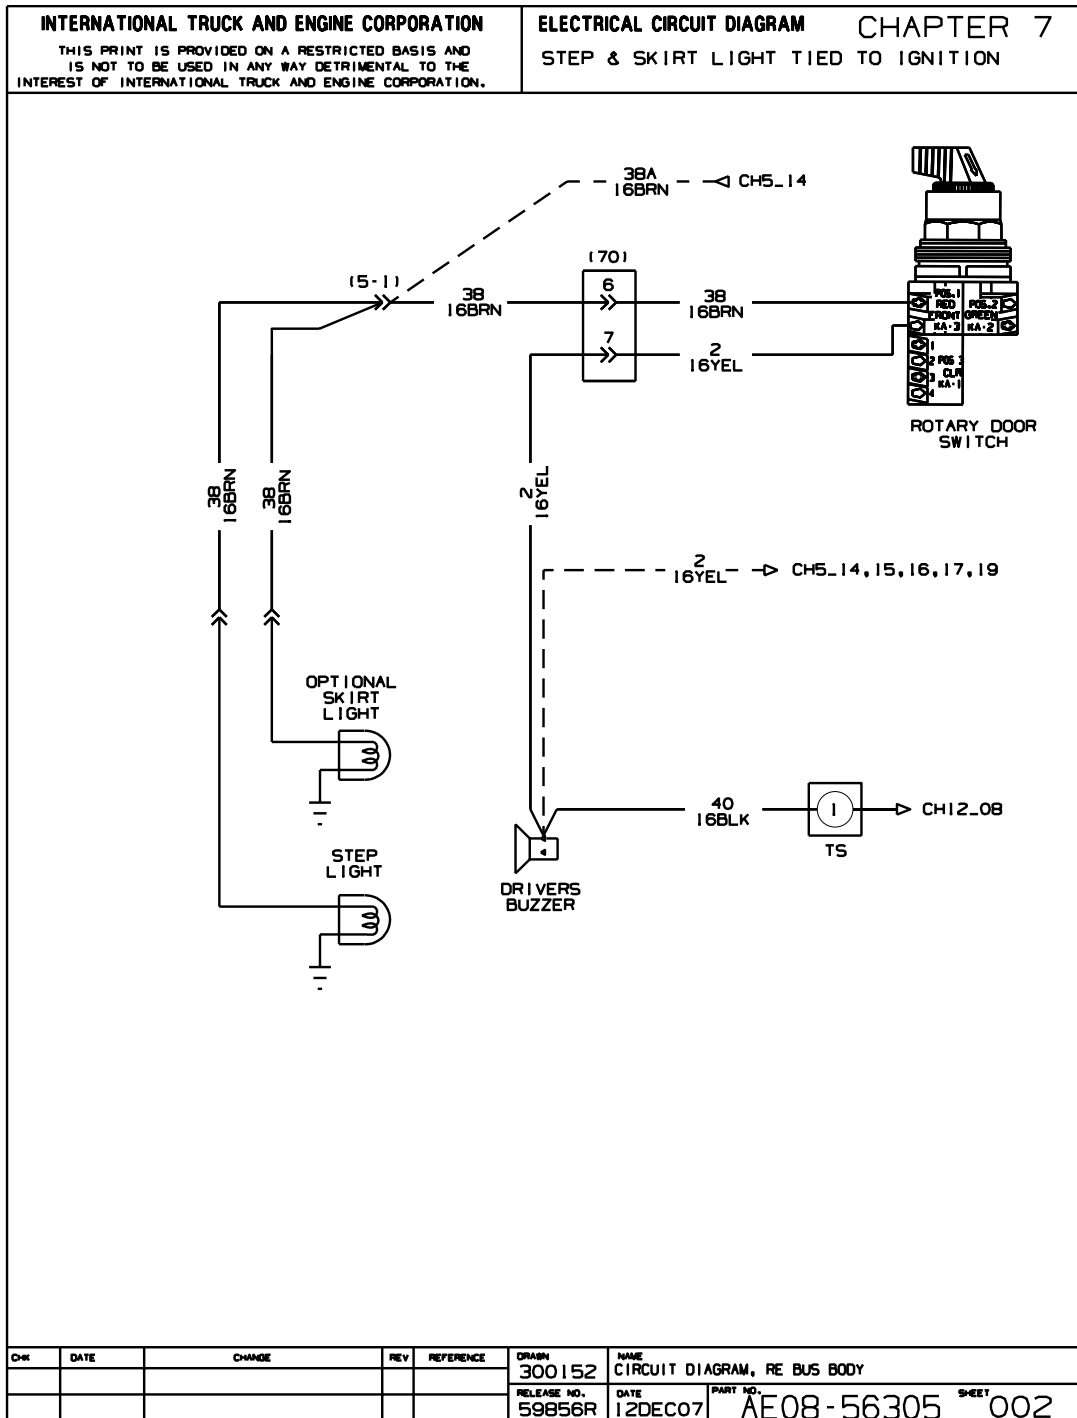 INTERNATIONAL TRUCK AND ENGINE CORPORATION
THIS PRINT IS PROVIDED ON A RESTRICTED BASIS AND
IS NOT TO BE USED IN ANY WAY DETRIMENTAL TO THE
INTEREST OF INTERNATIONAL TRUCK AND ENGINE CORPORATION.
ELECTRICAL CIRCUIT DIAGRAM CHAPTER 7
STEP & SKIRT LIGHT TIED TO IGNITION
38A
16BRN
CH5_14
(70)
(5-1)
6
38
16BRN
38
16BRN
7
2
16YEL
POS.1
RED
FRONT
KA-3
POS.2
GREEN
KA-2
1
2
3
4
POS 3
CLR
KA-1
ROTARY DOOR
SWITCH
38
16BRN
38
16BRN
2
16YEL
2
16YEL
CH5_14,15,16,17,19
OPTIONAL
SKIRT
LIGHT
40
16BLK
1
CH12_08
TS
STEP
LIGHT
DRIVERS
BUZZER
CHK DATE CHANGE REV REFERENCE
DRAWN
300152
NAME
CIRCUIT DIAGRAM, RE BUS BODY
RELEASE NO.
59856R
DATE
12DEC07
PART NO.
AE08-56305
SHEET
002